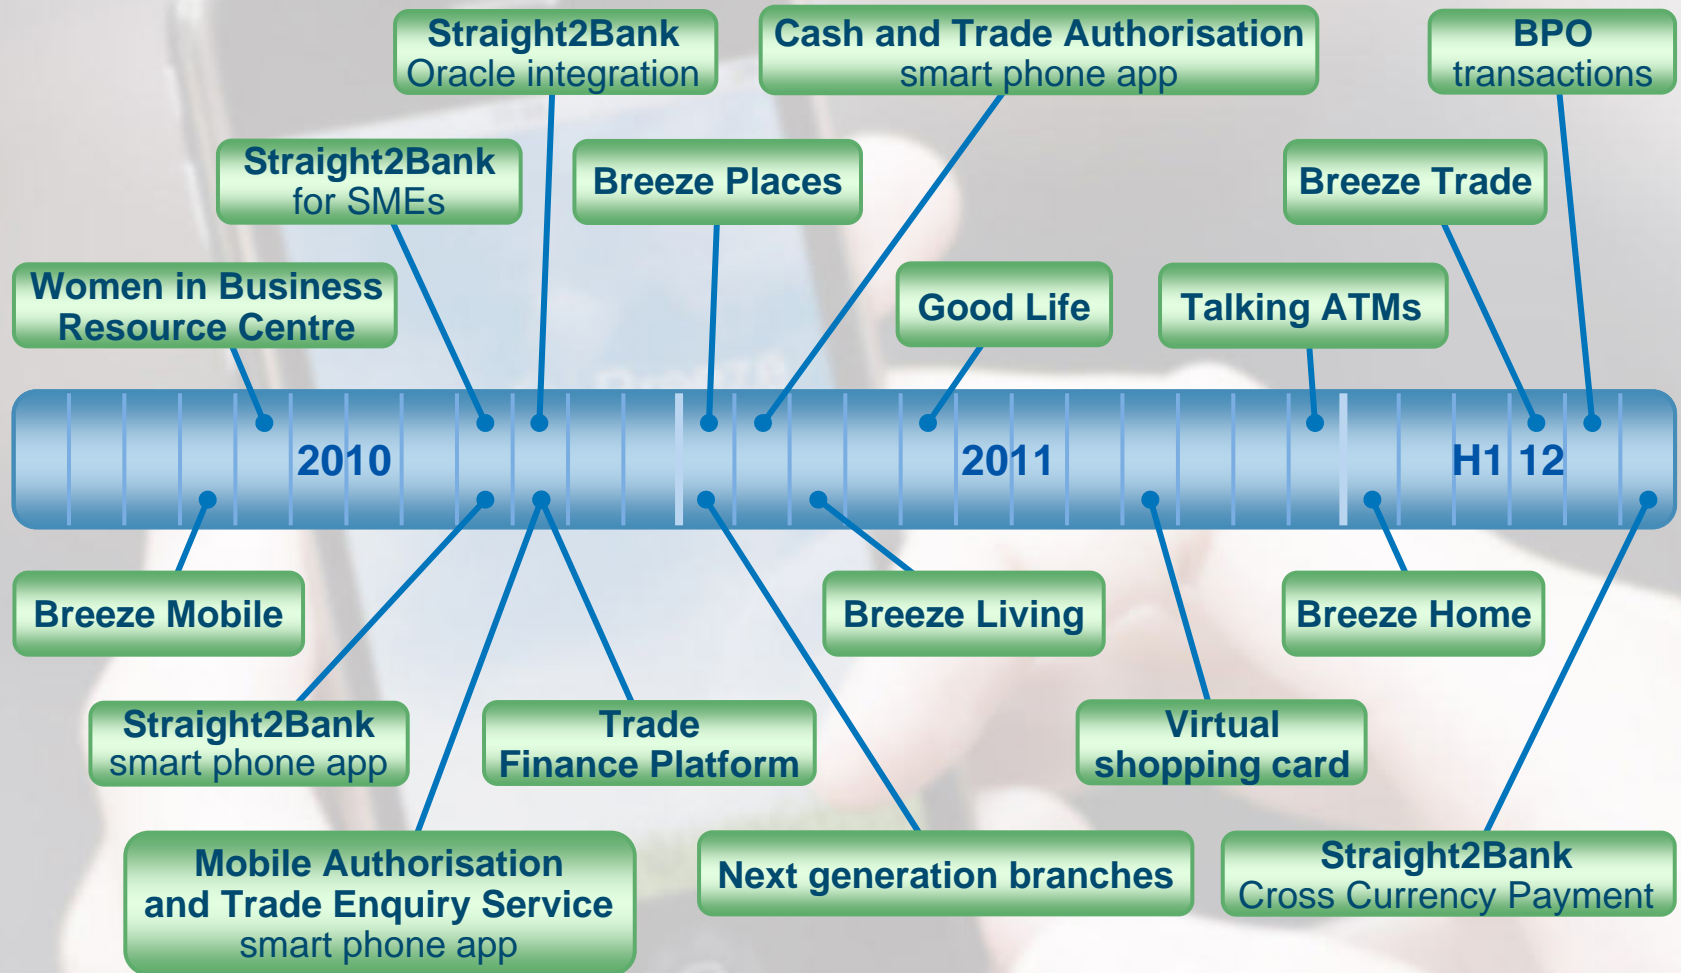 Straight2Bank
Oracle integration
Cash and Trade Authorisation
smart phone app
BPO
transactions
Straight2Bank
for SMEs
Breeze Places
Breeze Trade
Women in Business
Resource Centre
Good Life
Talking ATMs
Breeze
2010
2011
H1 12
Breeze Mobile
Breeze Living
Breeze Home
Straight2Bank
smart phone app
Trade
Finance Platform
Virtual
shopping card
Mobile Authorisation
and Trade Enquiry Service
smart phone app
Next generation branches
Straight2Bank
Cross Currency Payment